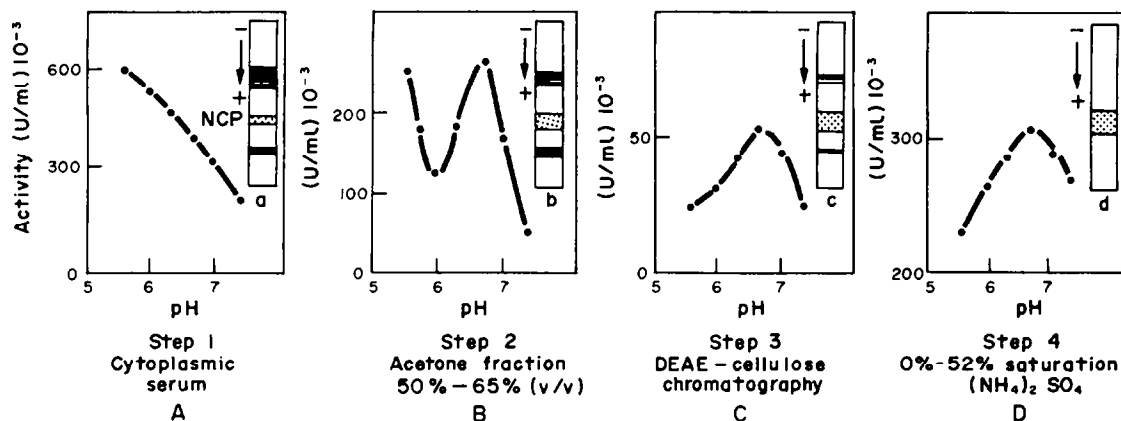 Activity (U/ml) 10⁻³
600
300
0
5 6 7
pH
−
+
NCP
a
Step 1
Cytoplasmic
serum
A
(U/ml) 10⁻³
200
100
0
5 6 7
pH
−
+
b
Step 2
Acetone fraction
50%−65% (v/v)
B
(U/ml) 10⁻³
50
0
5 6 7
pH
−
+
c
Step 3
DEAE−cellulose
chromatography
C
(U/ml) 10⁻³
300
200
5 6 7
pH
−
+
d
Step 4
0%-52% saturation
(NH₄)₂ SO₄
D